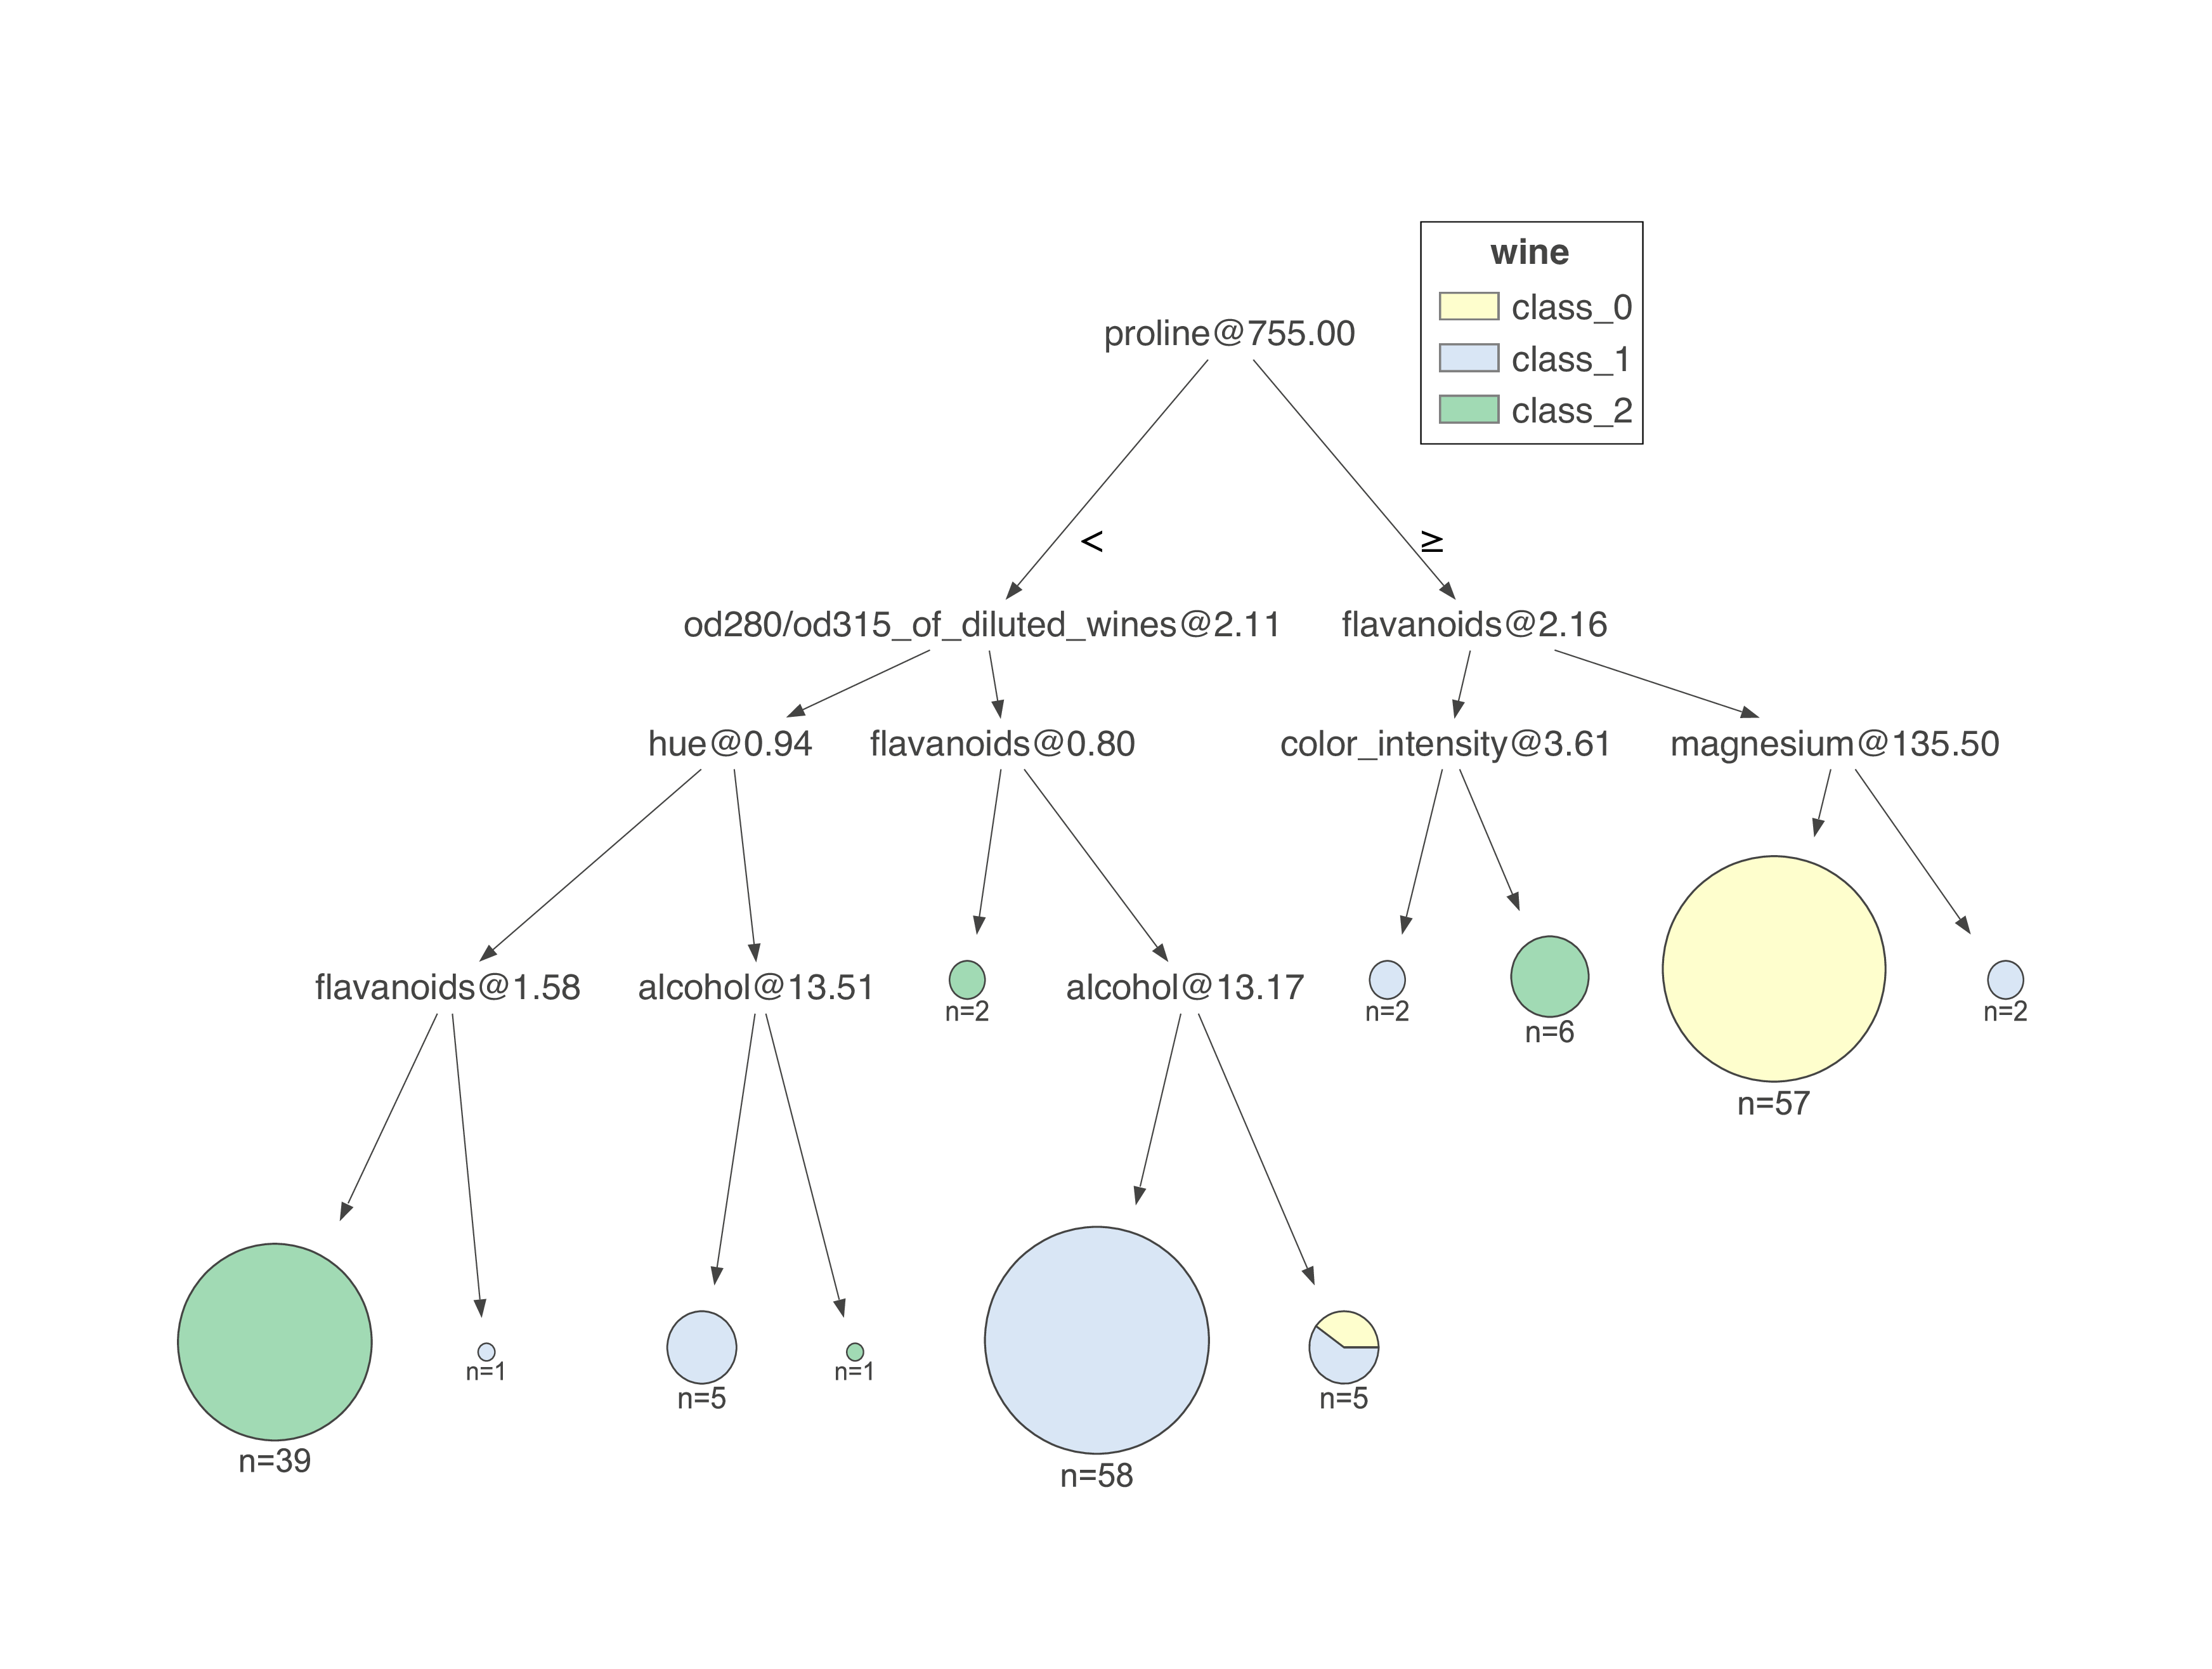 wine
class_0
class_1
class_2
proline@755.00
< ≥
od280/od315_of_diluted_wines@2.11 flavanoids@2.16
hue@0.94 flavanoids@0.80 color_intensity@3.61 magnesium@135.50
flavanoids@1.58 alcohol@13.51 n=2 alcohol@13.17 n=2 n=6 n=57 n=2
n=39 n=1 n=5 n=1 n=58 n=5